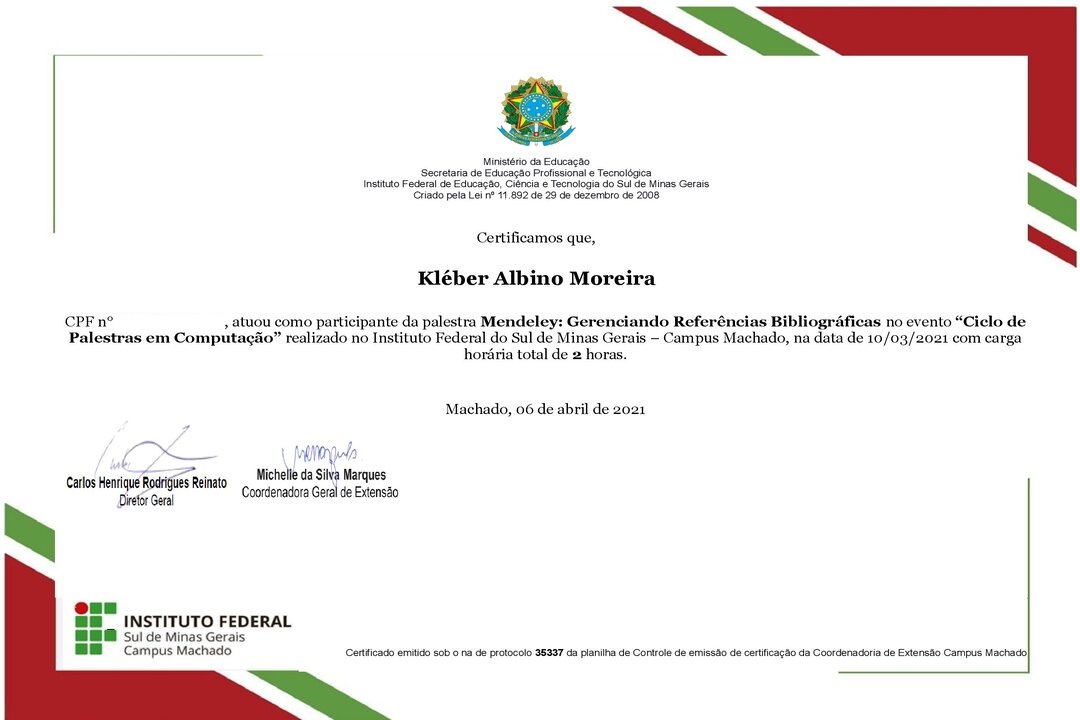 Ministério da Educação
Secretaria de Educação Profissional e Tecnológica
Instituto Federal de Educação, Ciência e Tecnologia do Sul de Minas Gerais
Criado pela Lei nº 11.892 de 29 de dezembro de 2008
Certificamos que,
Kléber Albino Moreira
CPF nº , atuou como participante da palestra Mendeley: Gerenciando Referências Bibliográficas no evento “Ciclo de
Palestras em Computação” realizado no Instituto Federal do Sul de Minas Gerais – Campus Machado, na data de 10/03/2021 com carga
horária total de 2 horas.
Machado, 06 de abril de 2021
Carlos Henrique Rodrigues Reinato
Diretor Geral
Michelle da Silva Marques
Coordenadora Geral de Extensão
INSTITUTO FEDERAL
Sul de Minas Gerais
Campus Machado
Certificado emitido sob o na de protocolo 35337 da planilha de Controle de emissão de certificação da Coordenadoria de Extensão Campus Machado